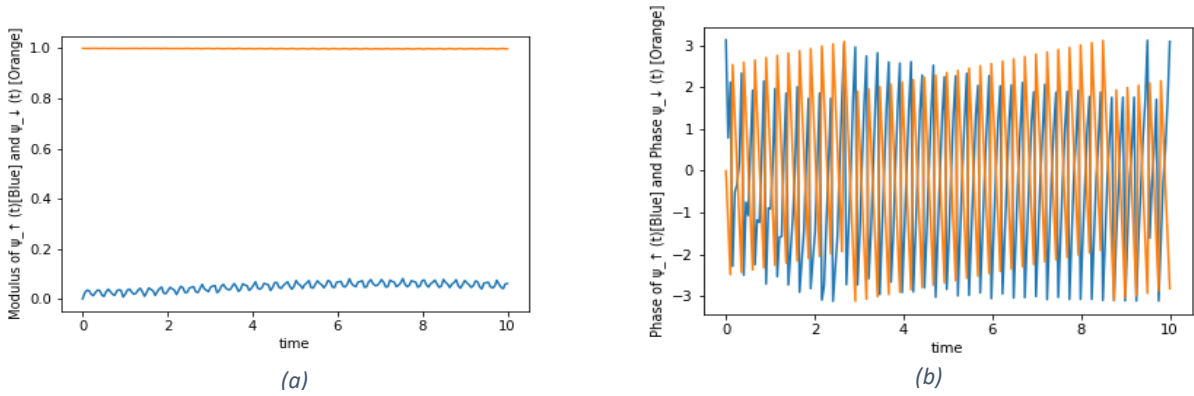 Modulus of ψ_↑ (t)[Blue] and ψ_↓ (t) [Orange]
1.0
0.8
0.6
0.4
0.2
0.0
0 2 4 6 8 10
time
(a)
Phase of ψ_↑ (t)[Blue] and Phase ψ_↓ (t) [Orange]
3
2
1
0
−1
−2
−3
0 2 4 6 8 10
time
(b)